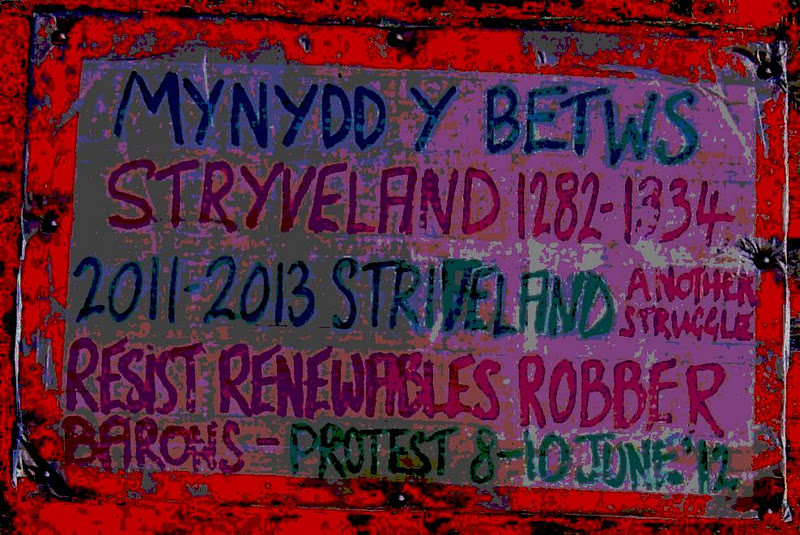 MYNYDD Y BETWS
STRYVELAND 1282-1334
2011-2013 STRIVELAND ANOTHER STRUGGLE
RESIST RENEWABLES ROBBER
BARONS - PROTEST 8-10 JUNE '12.